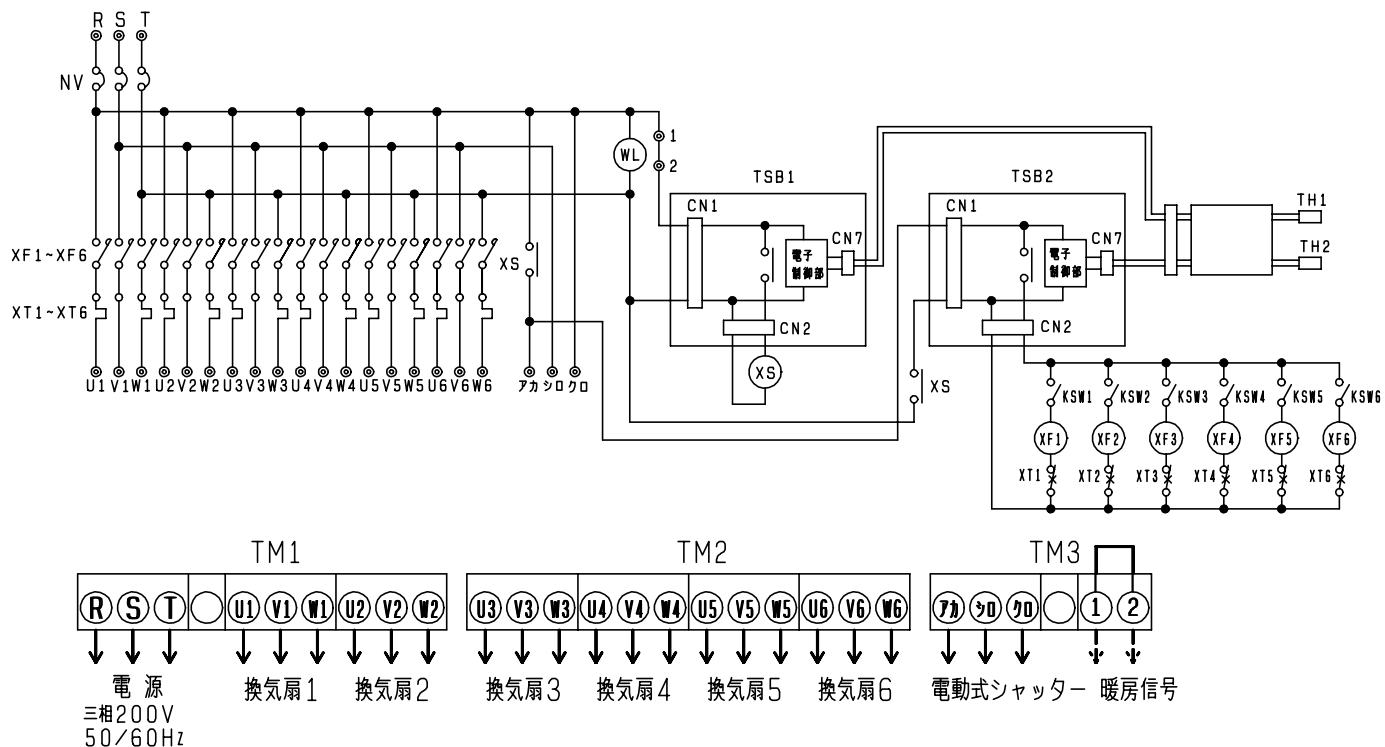 R S T
NV
WL
1
2
TSB1
TSB2
CN1
CN1
TH1
XF1~XF6
XS
電子
制御部
CN7
電子
制御部
CN7
TH2
XT1~XT6
CN2
CN2
U1 V1 W1 U2 V2 W2 U3 V3 W3 U4 V4 W4 U5 V5 W5 U6 V6 W6 アカ シロ クロ
XS
XS
KSW1 KSW2 KSW3 KSW4 KSW5 KSW6
XF1 XF2 XF3 XF4 XF5 XF6
XT1 XT2 XT3 XT4 XT5 XT6
TM1 TM2 TM3
R S T U1 V1 W1 U2 V2 W2 U3 V3 W3 U4 V4 W4 U5 V5 W5 U6 V6 W6 アカ シロ クロ 1 2
電源 換気扇1 換気扇2 換気扇3 換気扇4 換気扇5 換気扇6 電動式シャッター 暖房信号
三相200V
50/60Hz